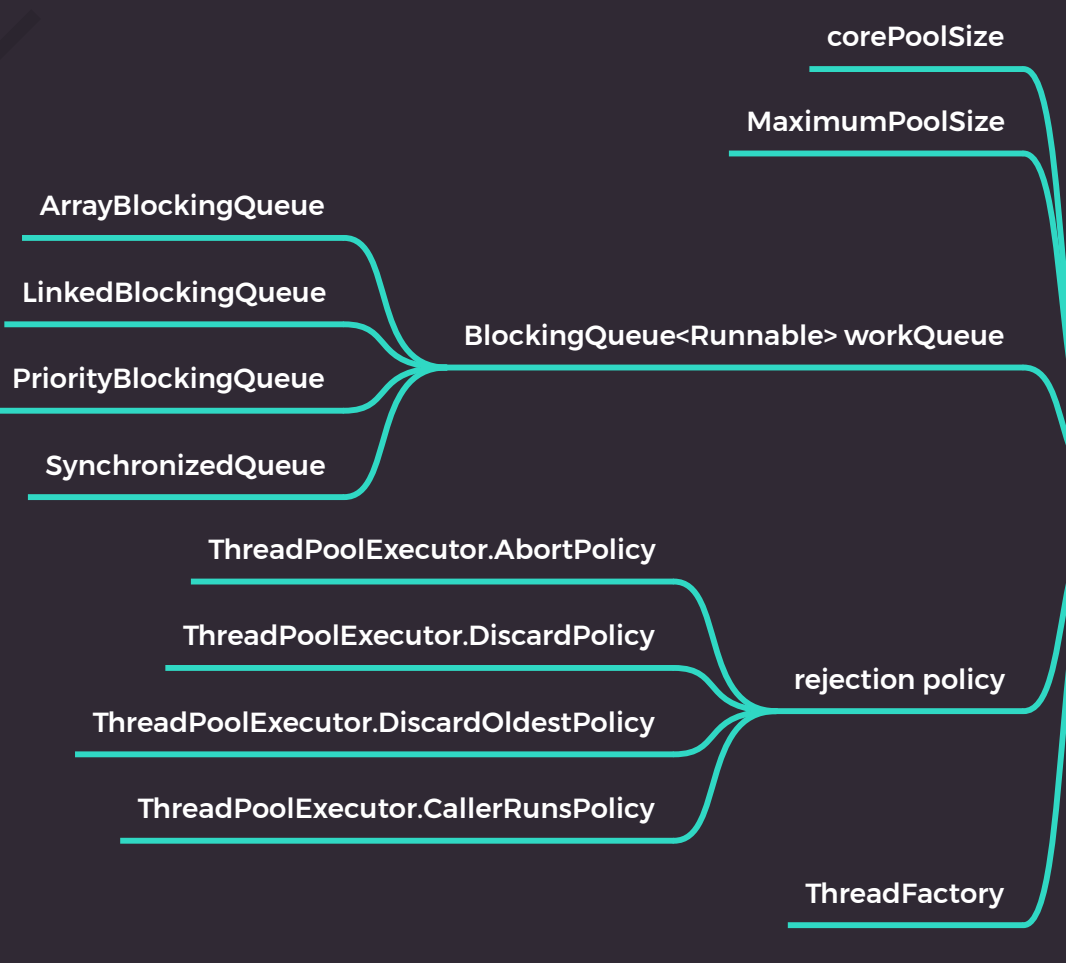 corePoolSize
MaximumPoolSize
ArrayBlockingQueue
LinkedBlockingQueue
BlockingQueue<Runnable> workQueue
PriorityBlockingQueue
SynchronizedQueue
ThreadPoolExecutor.AbortPolicy
ThreadPoolExecutor.DiscardPolicy
rejection policy
ThreadPoolExecutor.DiscardOldestPolicy
ThreadPoolExecutor.CallerRunsPolicy
ThreadFactory